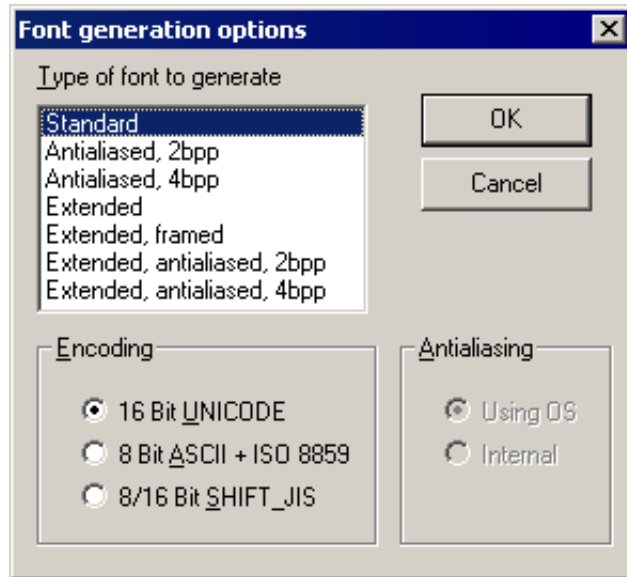 Font generation options
Type of font to generate
Standard
Antialiased, 2bpp
Antialiased, 4bpp
Extended
Extended, framed
Extended, antialiased, 2bpp
Extended, antialiased, 4bpp
OK
Cancel
Encoding
16 Bit UNICODE
8 Bit ASCII + ISO 8859
8/16 Bit SHIFT_JIS
Antialiasing
Using OS
Internal